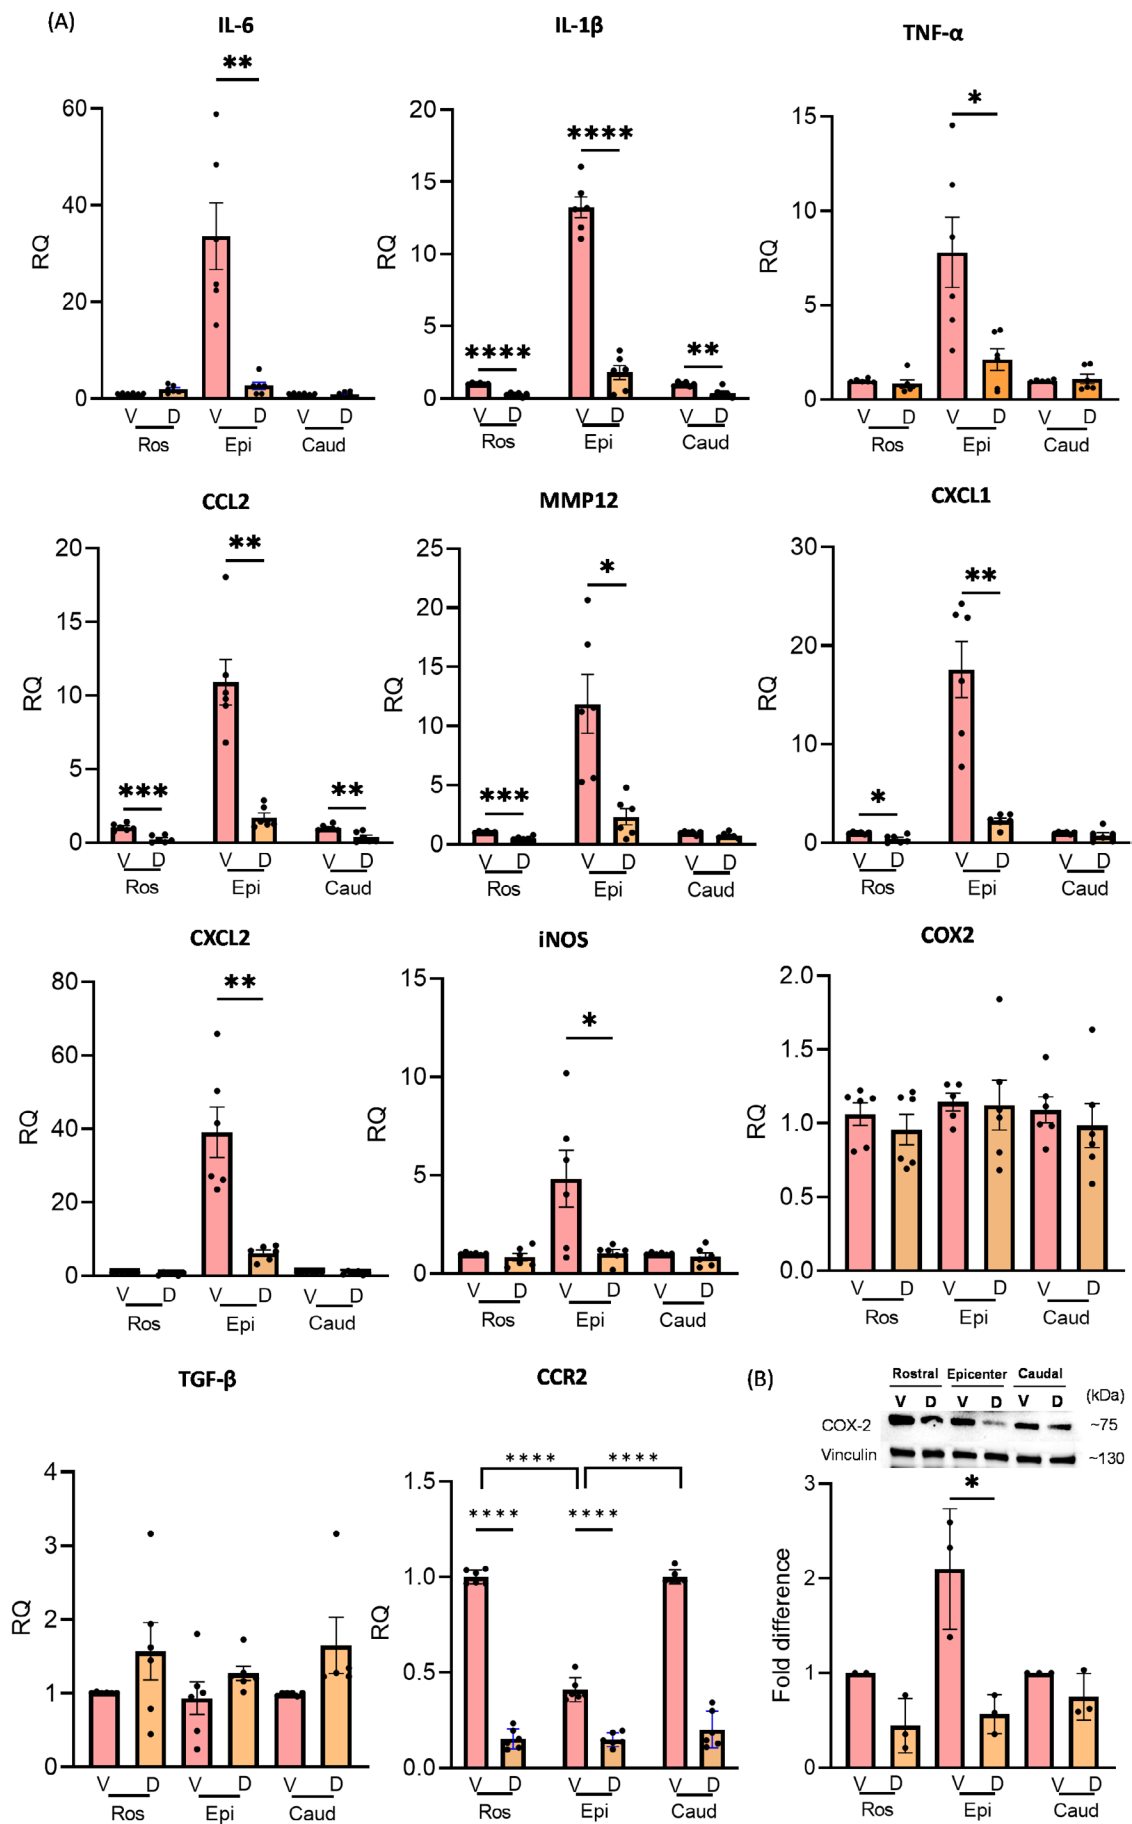 (A)
IL-6
IL-1β
TNF-α
**
****
*
60
40
20
0
RQ
20
15
10
5
0
RQ
****
**
15
10
5
0
RQ
V D V D V D
Ros Epi Caud
V D V D V D
Ros Epi Caud
V D V D V D
Ros Epi Caud
CCL2
MMP12
CXCL1
20
15
10
5
0
RQ
***
**
**
25
20
15
10
5
0
RQ
***
*
30
20
10
0
RQ
*
**
V D V D V D
Ros Epi Caud
V D V D V D
Ros Epi Caud
V D V D V D
Ros Epi Caud
CXCL2
iNOS
COX2
80
60
40
20
0
RQ
**
15
10
5
0
RQ
*
2.0
1.5
1.0
0.5
0.0
RQ
V D V D V D
Ros Epi Caud
V D V D V D
Ros Epi Caud
V D V D V D
Ros Epi Caud
TGF-β
CCR2
(B)
Rostral Epicenter Caudal
V D V D V D (kDa)
COX-2 ~75
Vinculin ~130
4
3
2
1
0
RQ
1.5
1.0
0.5
0.0
RQ
**** ****
**** ****
3
2
1
0
Fold difference
*
V D V D V D
Ros Epi Caud
V D V D V D
Ros Epi Caud
V D V D V D
Ros Epi Caud